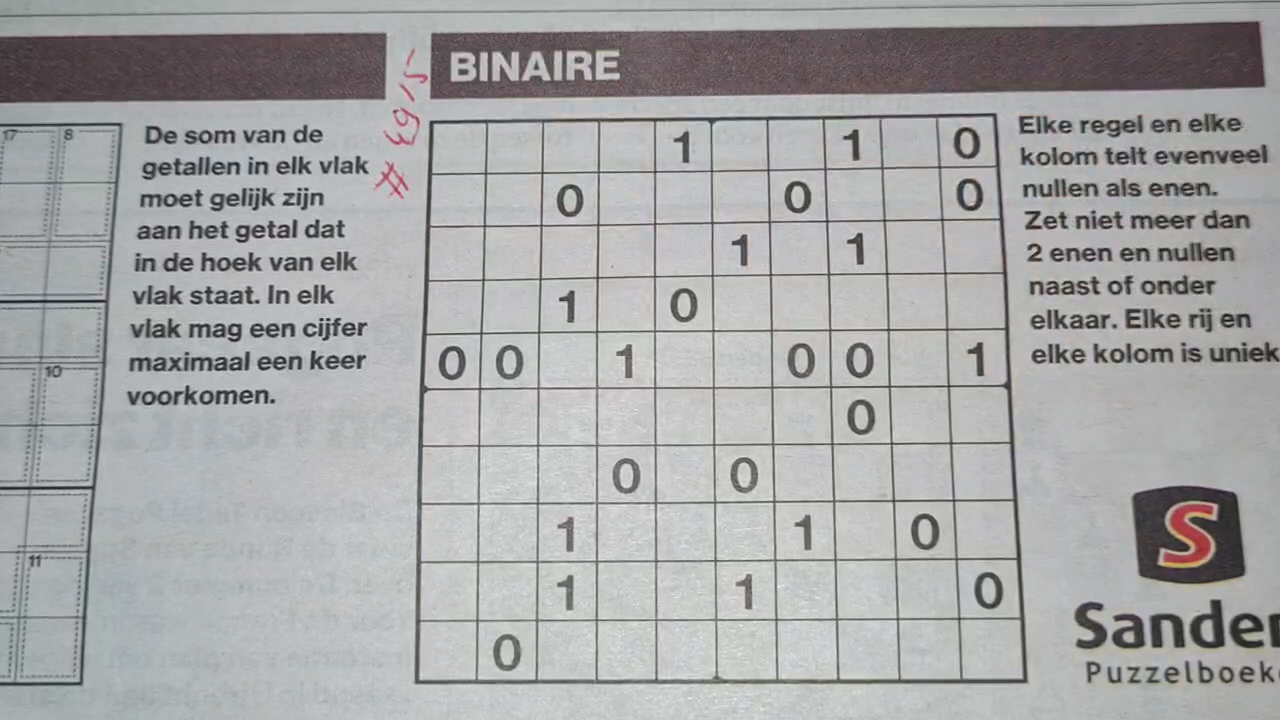 BINAIRE
# 4915
17 8
De som van de
getallen in elk vlak
moet gelijk zijn
aan het getal dat
in de hoek van elk
vlak staat. In elk
vlak mag een cijfer
maximaal een keer
voorkomen.
10
11
1 1 0
0 0 0
1 1
1 0
0 0 1 0 0 1
0
0 0
1 1 0
1 1 0
0
Elke regel en elke
kolom telt evenveel
nullen als enen.
Zet niet meer dan
2 enen en nullen
naast of onder
elkaar. Elke rij en
elke kolom is uniek
S
Sander
Puzzelboeke